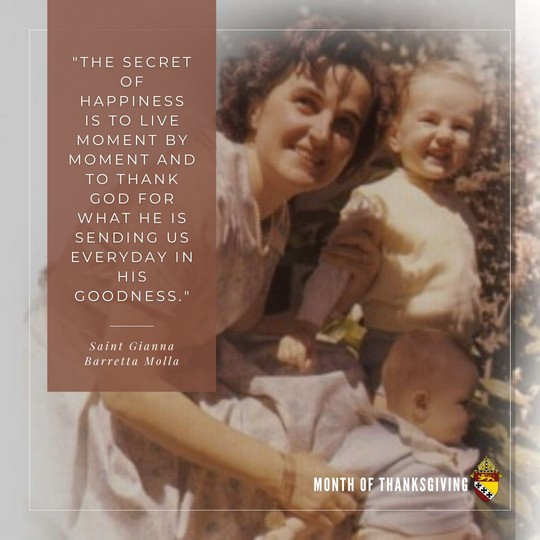 "THE SECRET
OF
HAPPINESS
IS TO LIVE
MOMENT BY
MOMENT AND
TO THANK
GOD FOR
WHAT HE IS
SENDING US
EVERYDAY IN
HIS
GOODNESS."
Saint Gianna
Barretta Molla
MONTH OF THANKSGIVING